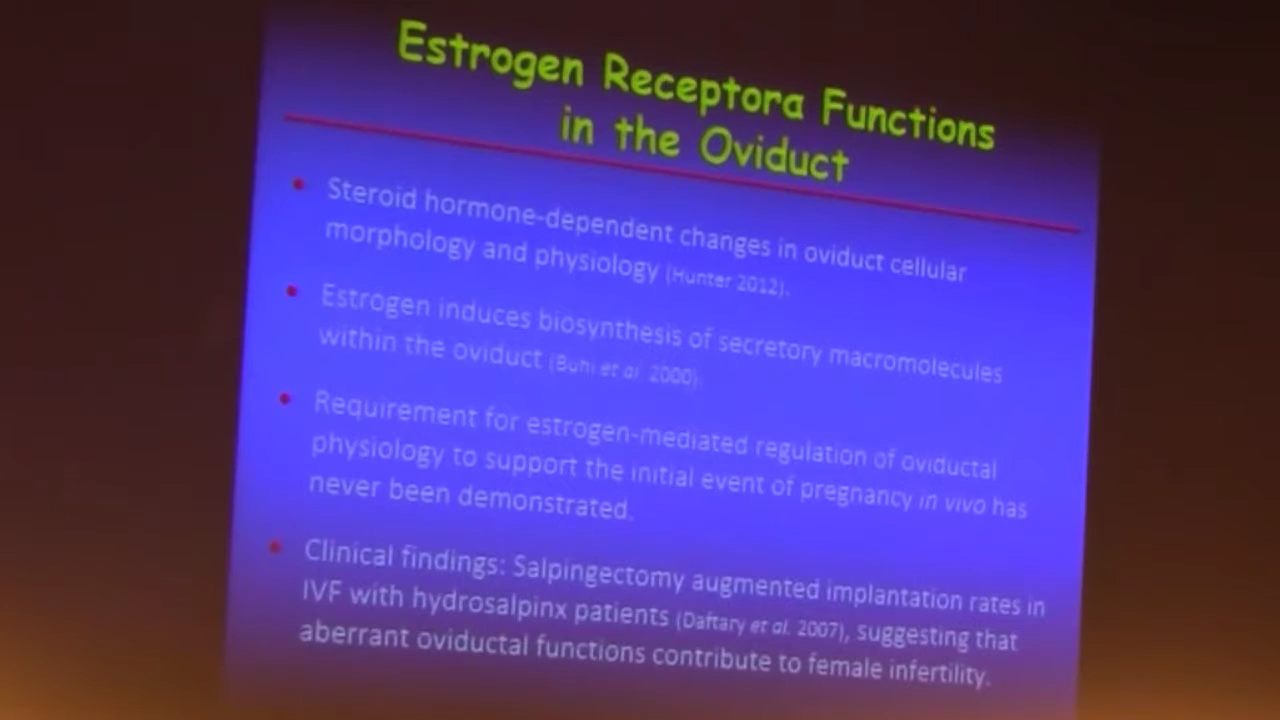 Estrogen Receptora Functions
in the Oviduct
• Steroid hormone-dependent changes in oviduct cellular
morphology and physiology (Hunter 2012).
• Estrogen induces biosynthesis of secretory macromolecules
within the oviduct (Buhi et al. 2000).
• Requirement for estrogen-mediated regulation of oviductal
physiology to support the initial event of pregnancy in vivo has
never been demonstrated.
• Clinical findings: Salpingectomy augmented implantation rates in
IVF with hydrosalpinx patients (Daftary et al. 2007), suggesting that
aberrant oviductal functions contribute to female infertility.